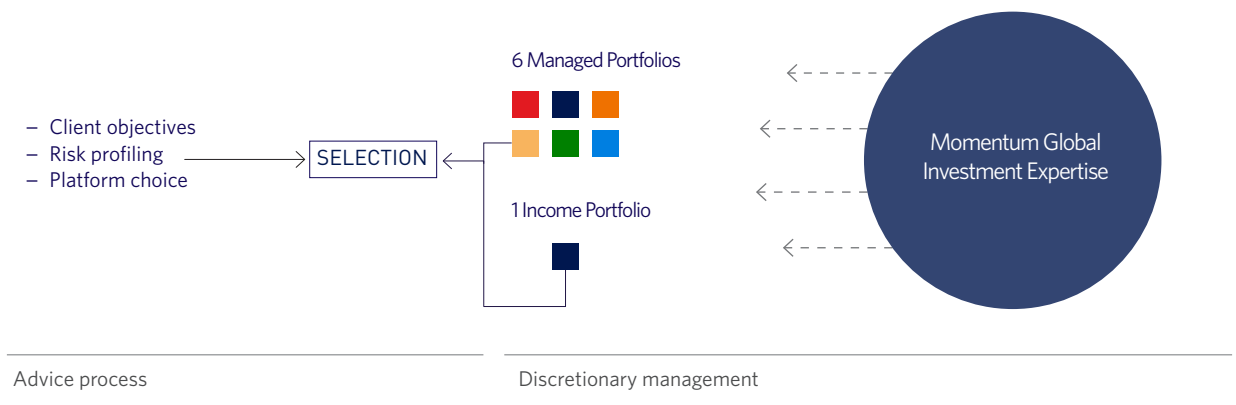 – Client objectives
– Risk profiling
– Platform choice
SELECTION
6 Managed Portfolios
1 Income Portfolio
Momentum Global
Investment Expertise
Advice process
Discretionary management